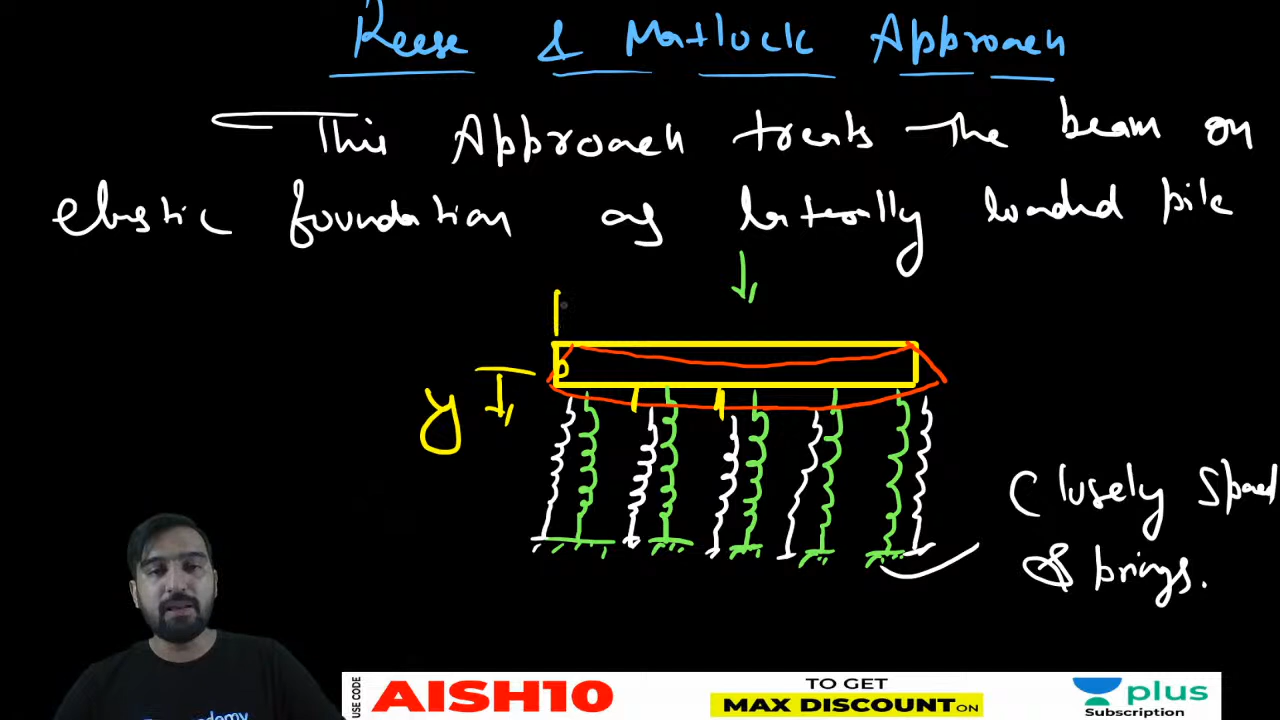 Reese & Matlock Approach
This Approach treats the beam on
elastic foundation as laterally loaded pile
y
Closely Spaced
Springs.
USE CODE
AISH10
TO GET
MAX DISCOUNT ON
plus
Subscription